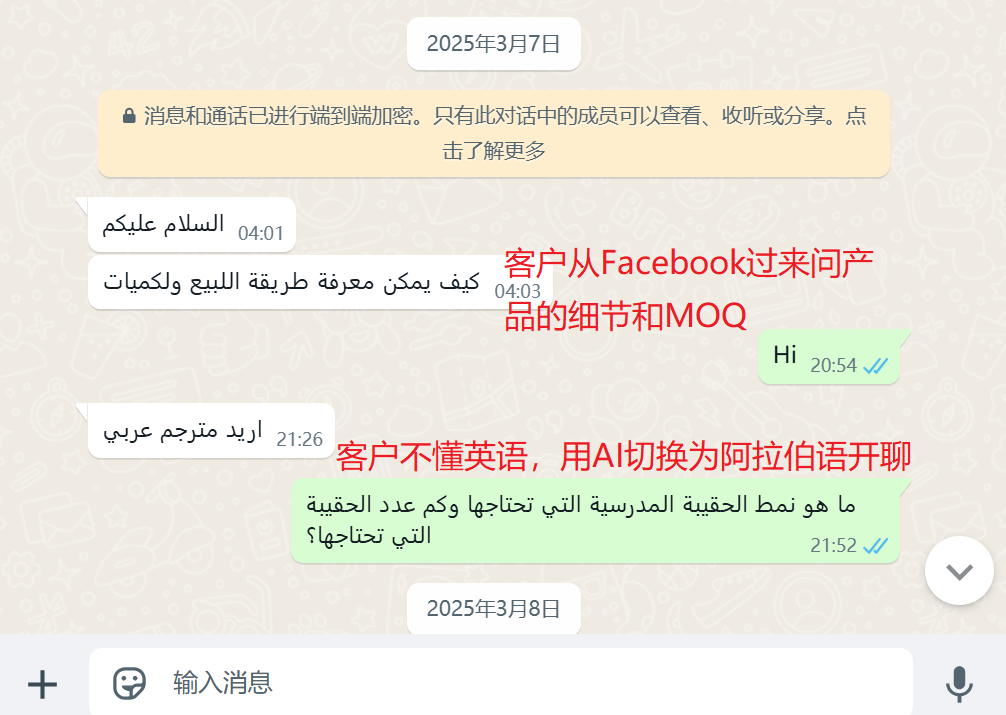 2025年3月7日
消息和通话已进行端到端加密。只有此对话中的成员可以查看、收听或分享。点
击了解更多
السلام عليكم
04:01
كيف يمكن معرفة طريقة اللبيع ولكميات
04:03
客户从Facebook过来问产
品的细节和MOQ
Hi
20:54
اريد مترجم عربي
21:26
客户不懂英语，用AI切换为阿拉伯语开聊
ما هو نمط الحقيبة المدرسية التي تحتاجها وكم عدد الحقيبة
التي تحتاجها؟
21:52
2025年3月8日
输入消息